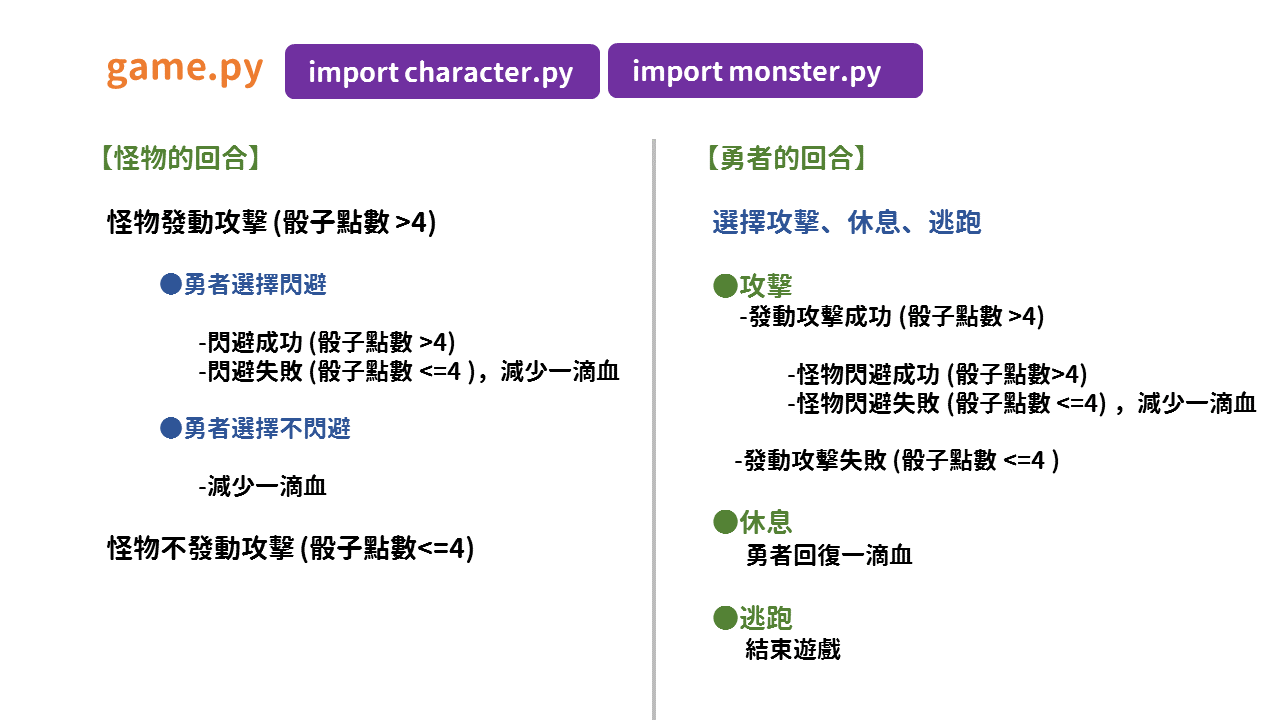 game.py import character.py import monster.py
【怪物的回合】
怪物發動攻擊 (骰子點數 >4)
●勇者選擇閃避
-閃避成功 (骰子點數 >4)
-閃避失敗 (骰子點數 <=4 )，減少一滴血
●勇者選擇不閃避
-減少一滴血
怪物不發動攻擊 (骰子點數<=4)
【勇者的回合】
選擇攻擊、休息、逃跑
●攻擊
-發動攻擊成功 (骰子點數 >4)
-怪物閃避成功 (骰子點數>4)
-怪物閃避失敗 (骰子點數 <=4) ，減少一滴血
-發動攻擊失敗 (骰子點數 <=4 )
●休息
勇者回復一滴血
●逃跑
結束遊戲